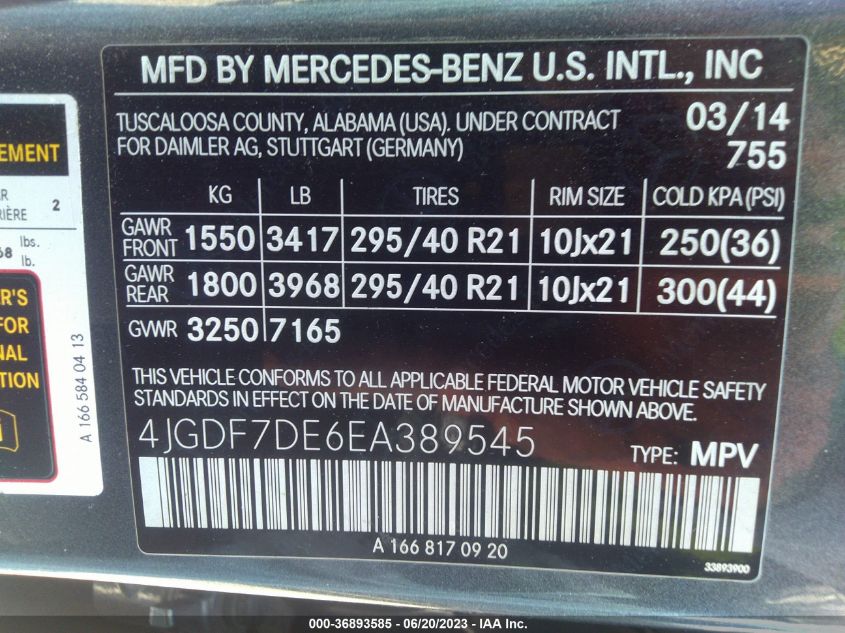 MFD BY MERCEDES-BENZ U.S. INTL., INC
TUSCALOOSA COUNTY, ALABAMA (USA). UNDER CONTRACT 03/14
FOR DAIMLER AG, STUTTGART (GERMANY) 755
KG LB TIRES RIM SIZE COLD KPA (PSI)
GAWR FRONT 1550 3417 295/40 R21 10Jx21 250(36)
GAWR REAR 1800 3968 295/40 R21 10Jx21 300(44)
GVWR 3250 7165
THIS VEHICLE CONFORMS TO ALL APPLICABLE FEDERAL MOTOR VEHICLE SAFETY
STANDARDS IN EFFECT ON THE DATE OF MANUFACTURE SHOWN ABOVE.
4JGDF7DE6EA389545 TYPE: MPV
A 166 817 09 20
33893900
EMENT
R
RIÈRE 2
68 lbs.
lb.
R'S
FOR
NAL
TION
A 166 584 04 13
000-36893585 - 06/20/2023 - IAA Inc.